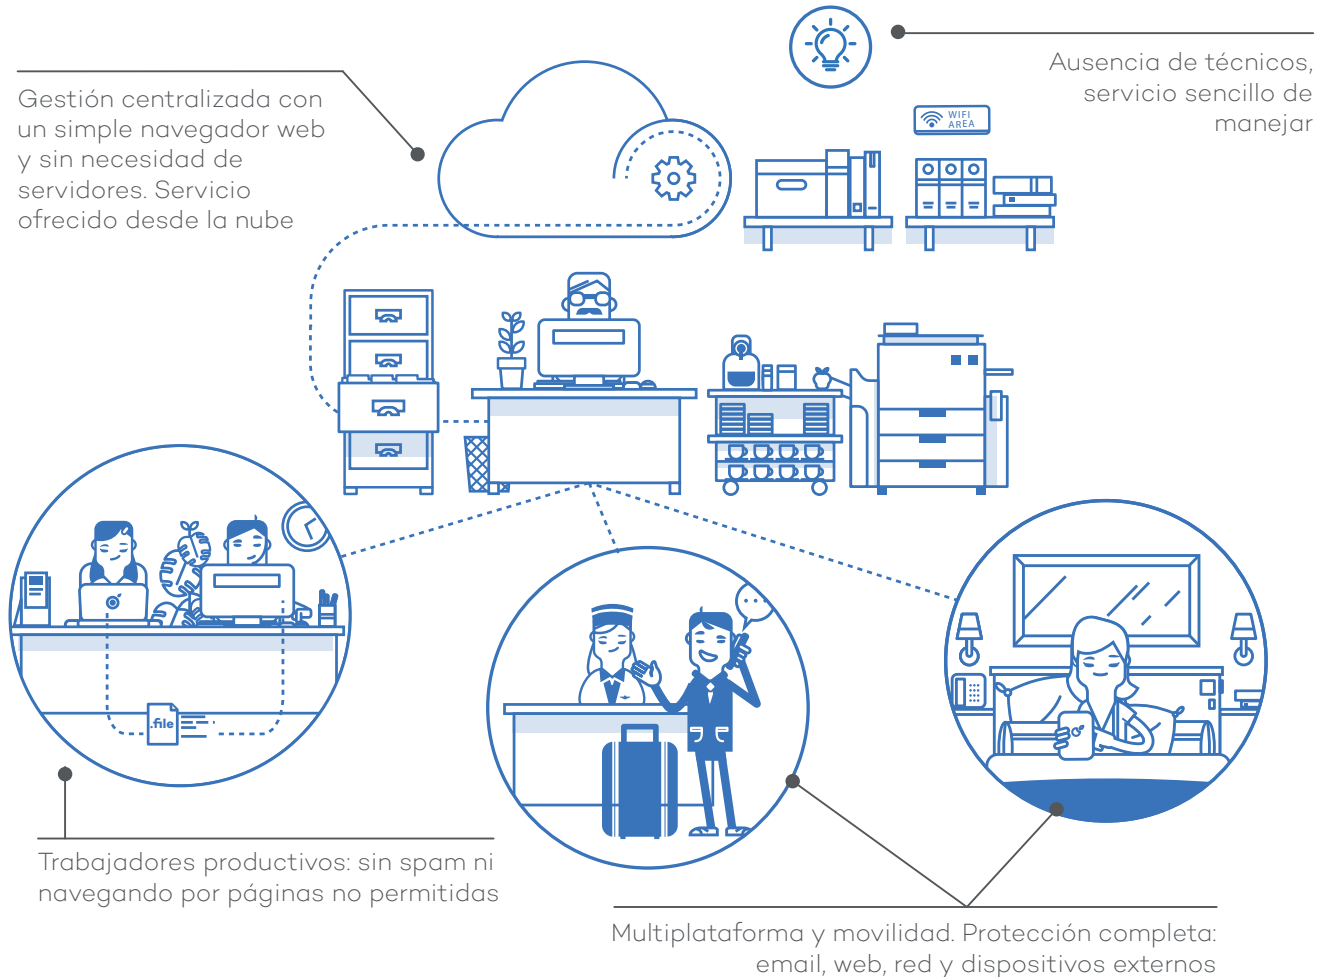 Gestión centralizada con
un simple navegador web
y sin necesidad de
servidores. Servicio
ofrecido desde la nube
Ausencia de técnicos,
servicio sencillo de
manejar
WIFI
AREA
.file
Trabajadores productivos: sin spam ni
navegando por páginas no permitidas
Multiplataforma y movilidad. Protección completa:
email, web, red y dispositivos externos